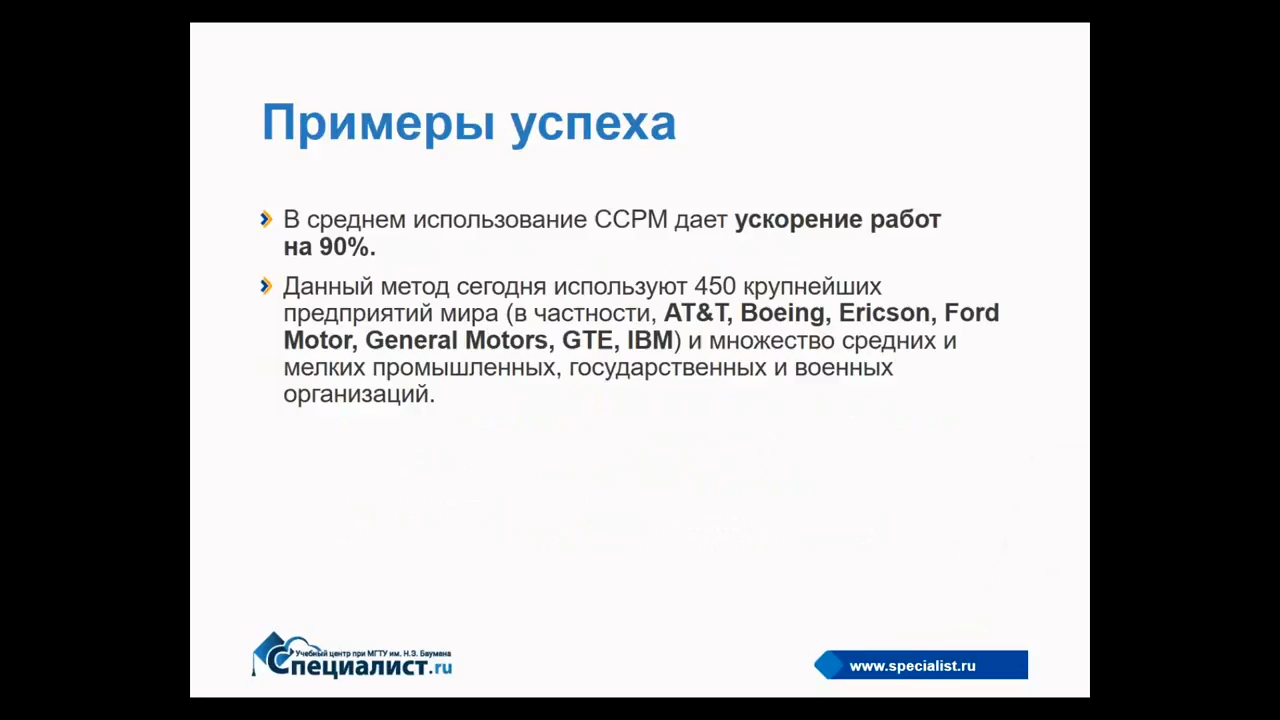 Примеры успеха
В среднем использование ССРМ дает ускорение работ
на 90%.
Данный метод сегодня используют 450 крупнейших
предприятий мира (в частности, AT&T, Boeing, Ericson, Ford
Motor, General Motors, GTE, IBM) и множество средних и
мелких промышленных, государственных и военных
организаций.
Учебный центр при МГТУ им. Н.Э. Баумана
Специалист.ru
www.specialist.ru